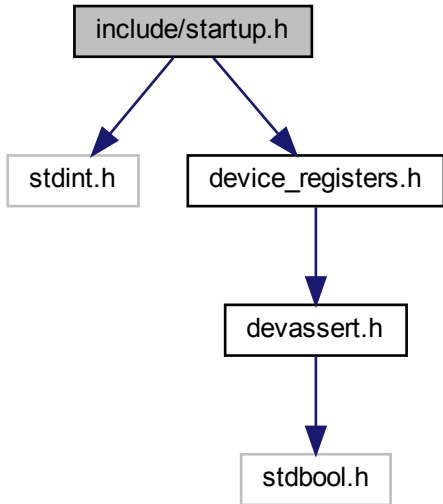 include/startup.h
stdint.h
device_registers.h
devassert.h
stdbool.h